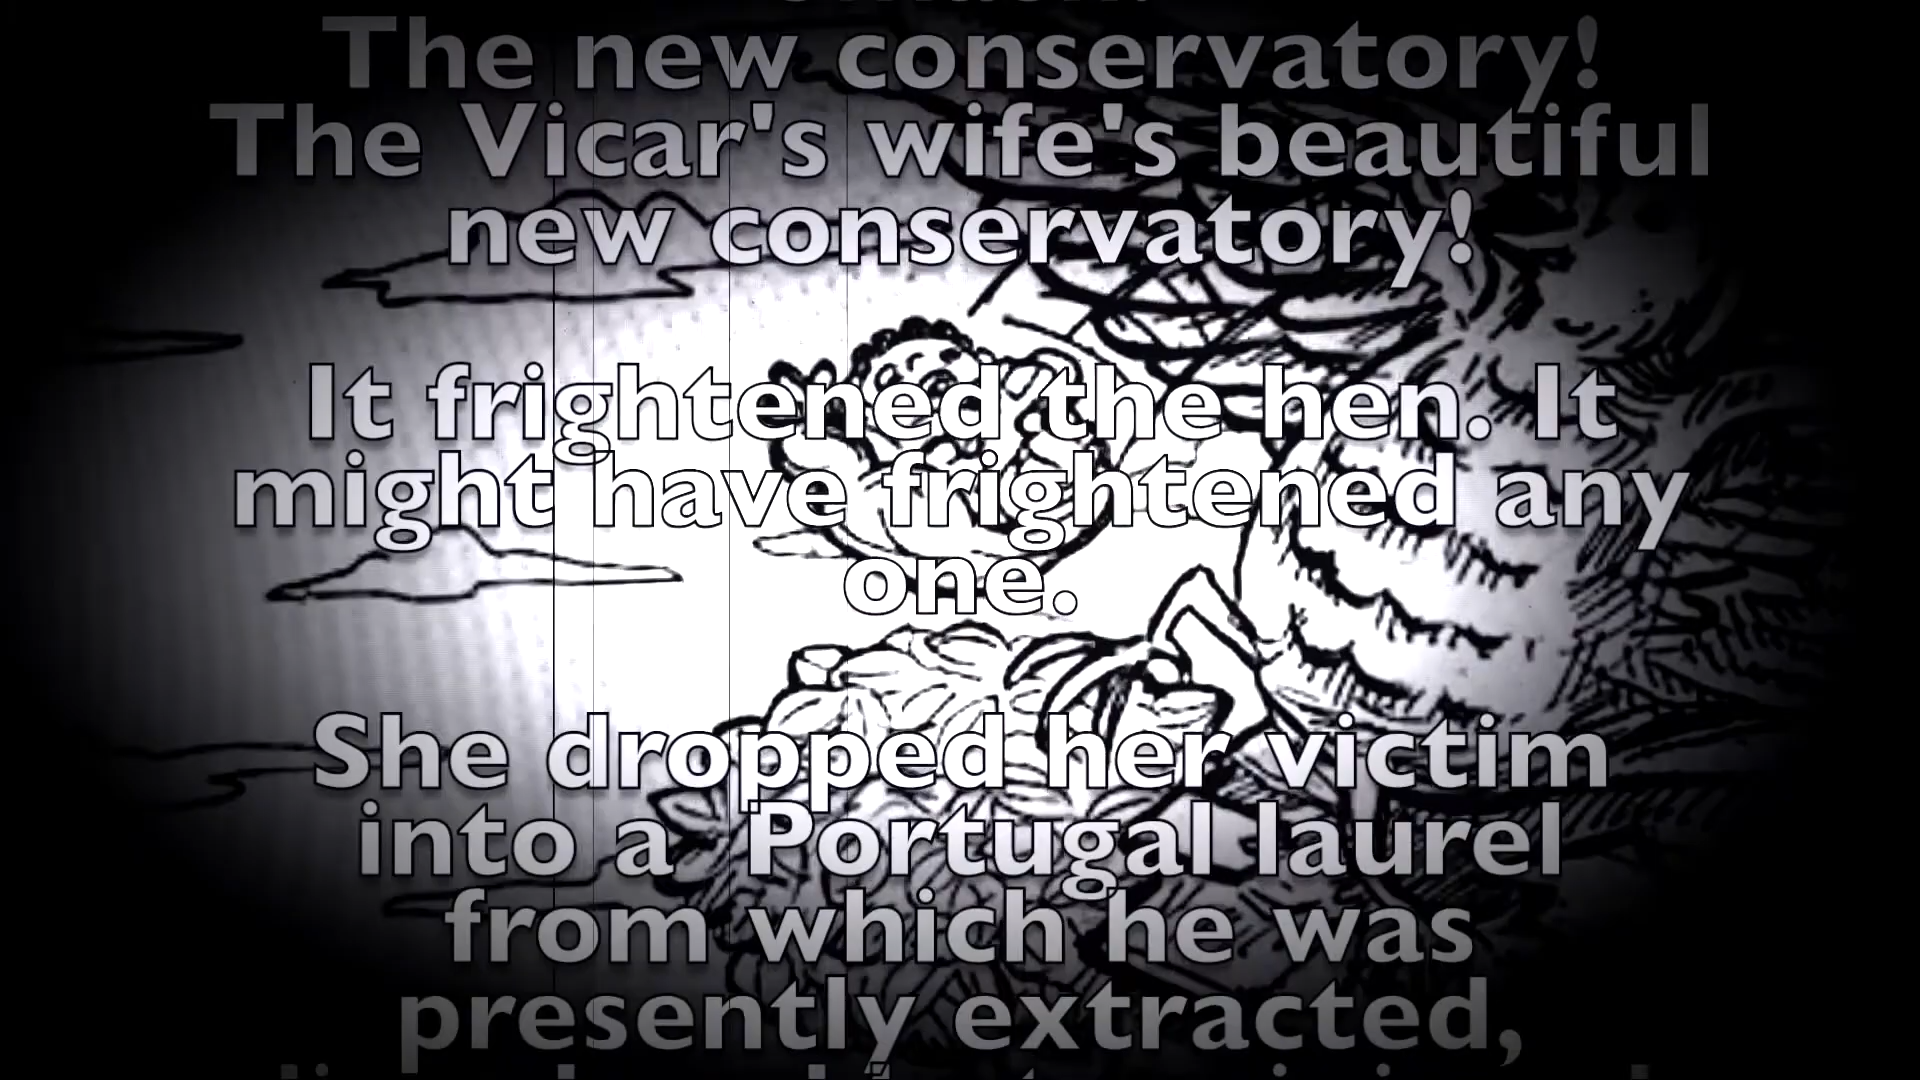 The new conservatory!
The Vicar's wife's beautiful
new conservatory!
It frightened the hen. It
might have frightened any
one.
She dropped her victim
into a  Portugal laurel
from which he was
presently extracted,